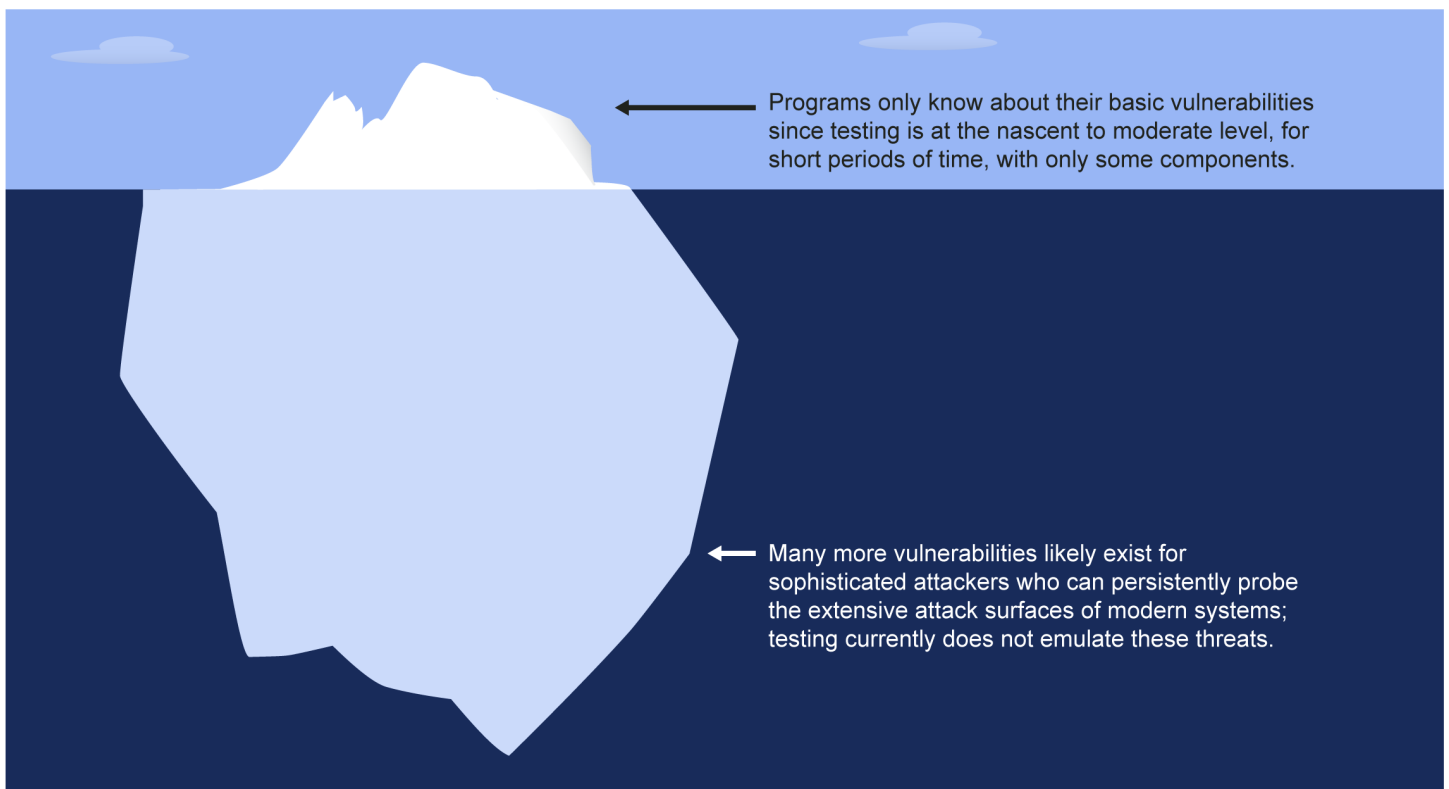 Programs only know about their basic vulnerabilities
since testing is at the nascent to moderate level, for
short periods of time, with only some components.
Many more vulnerabilities likely exist for
sophisticated attackers who can persistently probe
the extensive attack surfaces of modern systems;
testing currently does not emulate these threats.